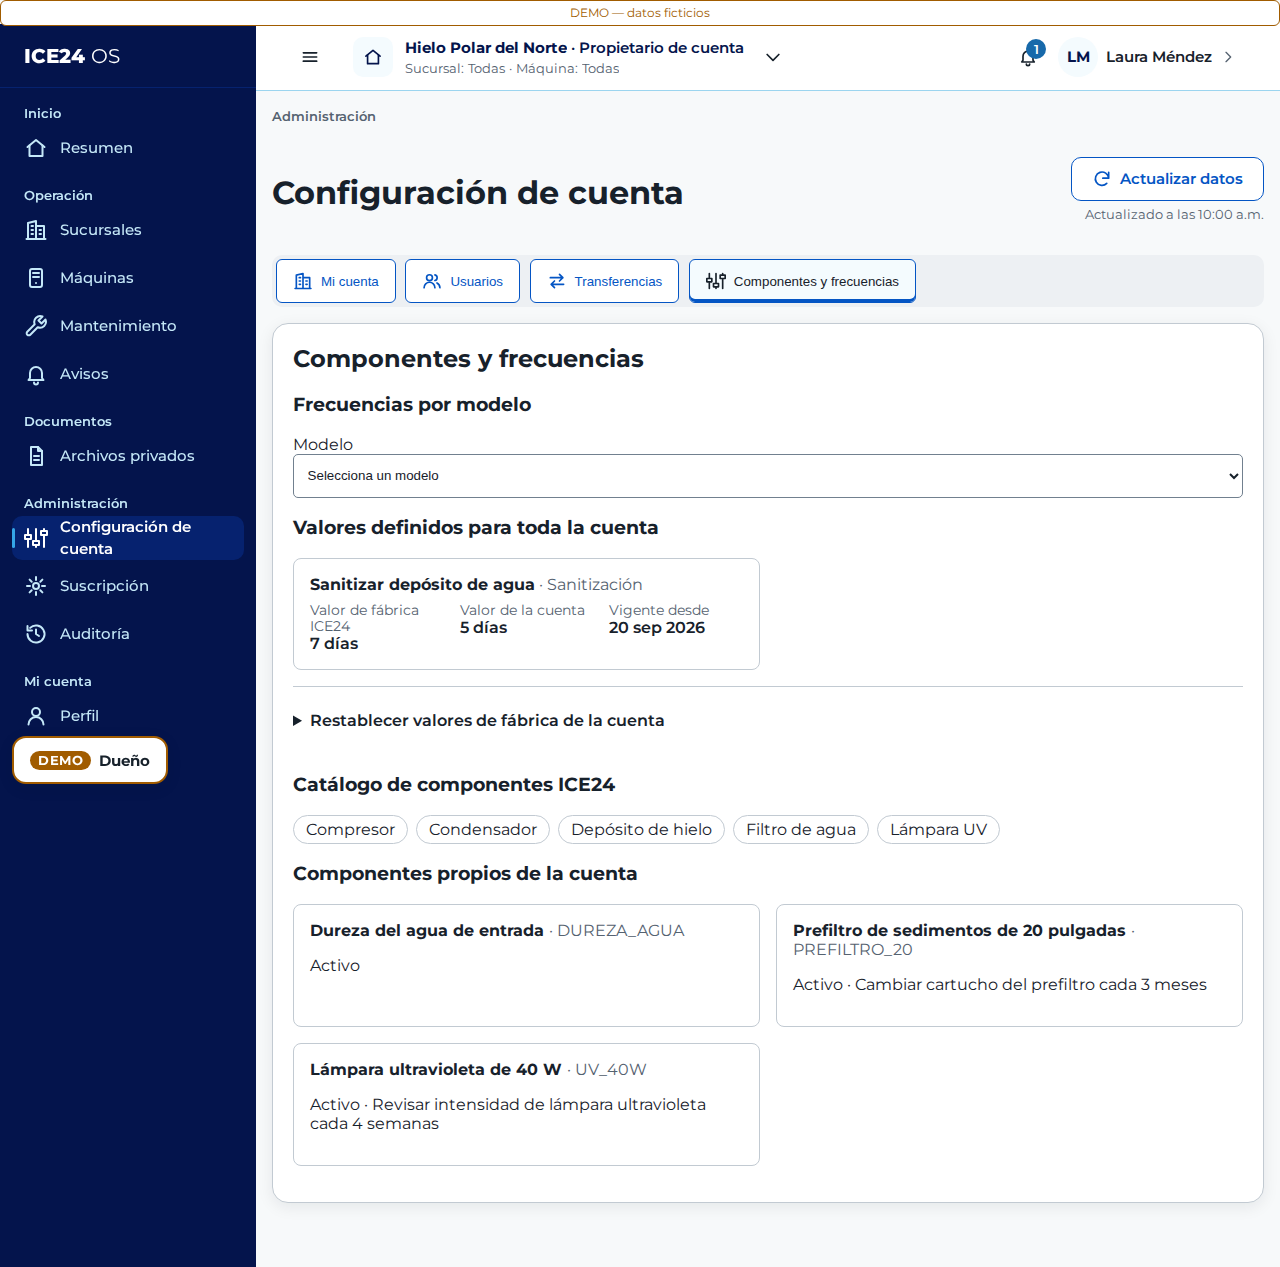 DEMO — datos ficticios
ICE24 OS
Inicio
Resumen
Operación
Sucursales
Máquinas
Mantenimiento
Avisos
Documentos
Archivos privados
Administración
Configuración de
cuenta
Suscripción
Auditoría
Mi cuenta
Perfil
DEMO Dueño
Hielo Polar del Norte · Propietario de cuenta
Sucursal: Todas · Máquina: Todas
1
LM Laura Méndez
Administración
Configuración de cuenta
Actualizar datos
Actualizado a las 10:00 a.m.
Mi cuenta Usuarios Transferencias Componentes y frecuencias
Componentes y frecuencias
Frecuencias por modelo
Modelo
Selecciona un modelo
Valores definidos para toda la cuenta
Sanitizar depósito de agua · Sanitización
Valor de fábrica
ICE24
7 días
Valor de la cuenta
5 días
Vigente desde
20 sep 2026
Restablecer valores de fábrica de la cuenta
Catálogo de componentes ICE24
Compresor Condensador Depósito de hielo Filtro de agua Lámpara UV
Componentes propios de la cuenta
Dureza del agua de entrada · DUREZA_AGUA
Activo
Prefiltro de sedimentos de 20 pulgadas ·
PREFILTRO_20
Activo · Cambiar cartucho del prefiltro cada 3 meses
Lámpara ultravioleta de 40 W · UV_40W
Activo · Revisar intensidad de lámpara ultravioleta
cada 4 semanas